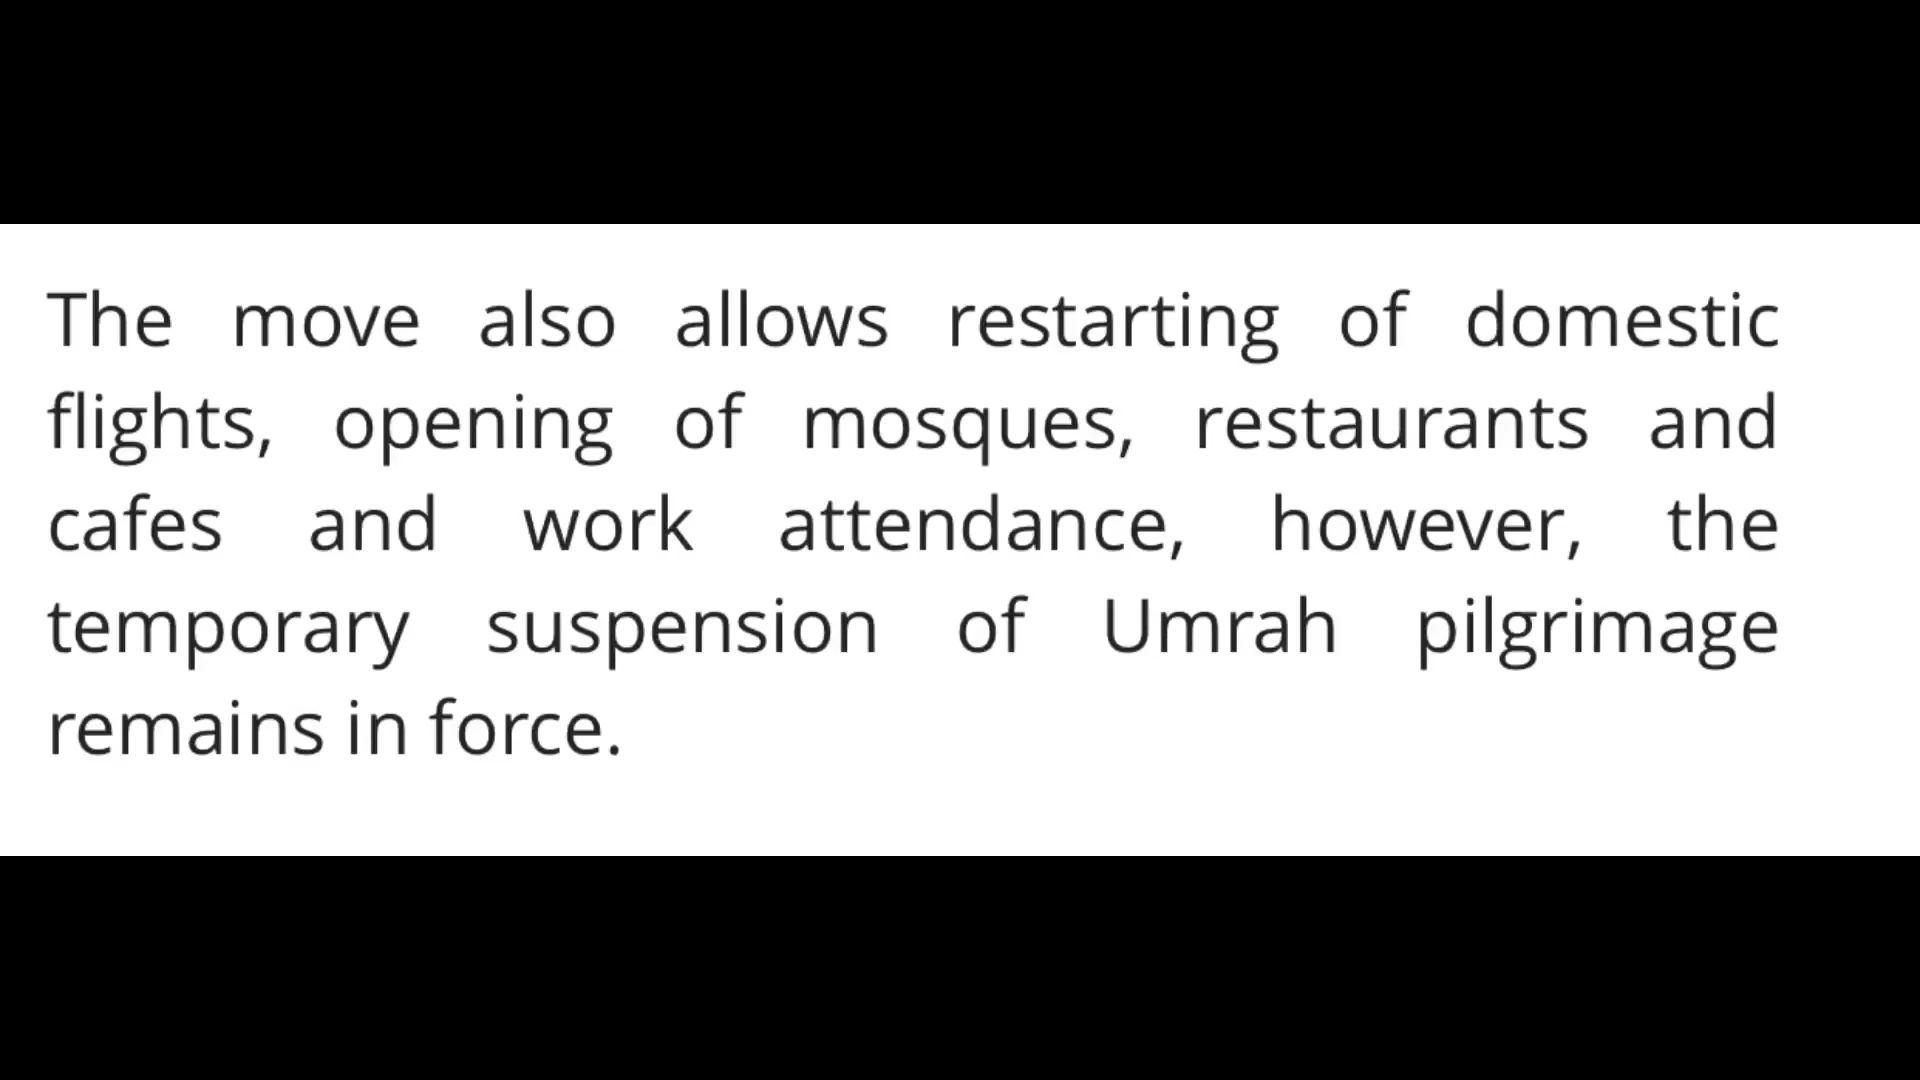 The move also allows restarting of domestic
flights, opening of mosques, restaurants and
cafes and work attendance, however, the
temporary suspension of Umrah pilgrimage
remains in force.